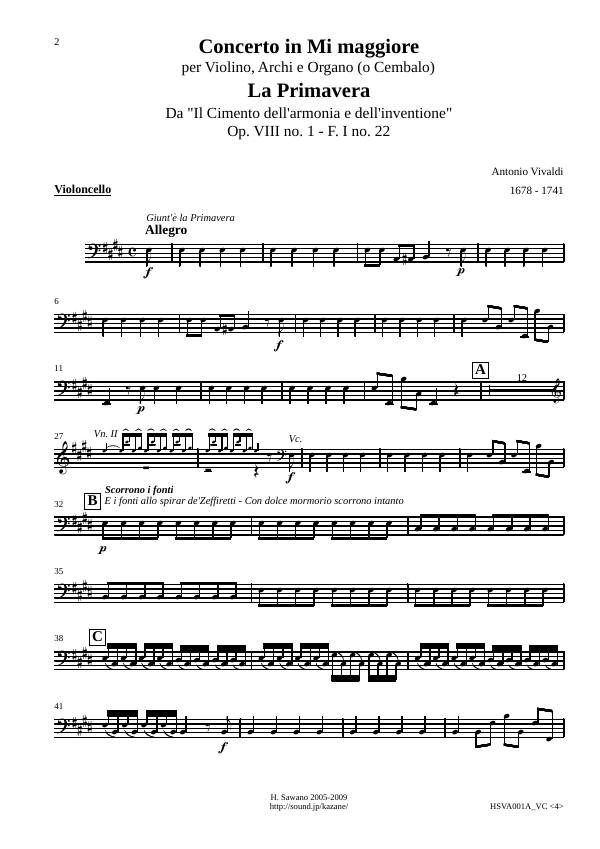 2
Concerto in Mi maggiore
per Violino, Archi e Organo (o Cembalo)
La Primavera
Da "Il Cimento dell'armonia e dell'inventione"
Op. VIII no. 1 - F. I no. 22
Antonio Vivaldi
Violoncello
1678 - 1741
Giunt'è la Primavera
Allegro
f
p
6
f
11
A
12
p
27
Vn. II
Vc.
f
32
B
Scorrono i fonti
E i fonti allo spirar de'Zeffiretti - Con dolce mormorio scorrono intanto
p
35
38
C
41
f
H. Sawano 2005-2009
http://sound.jp/kazane/
HSVA001A_VC <4>